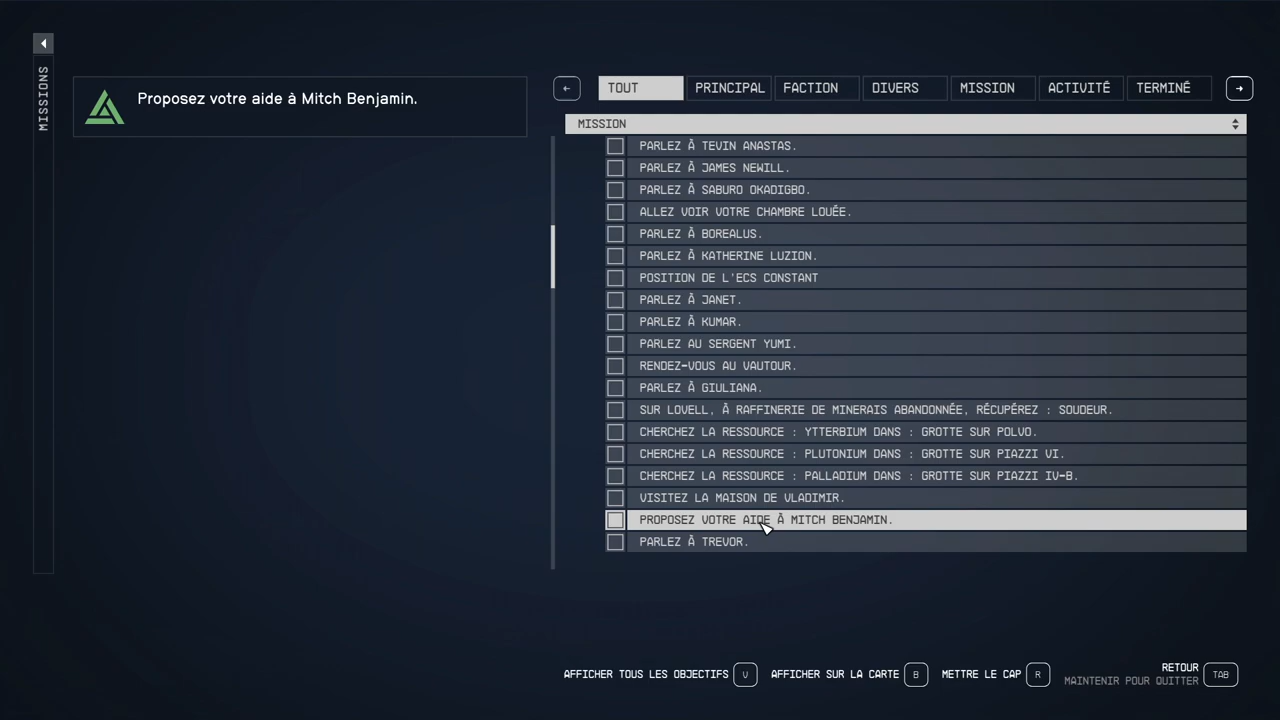 MISSIONS
Proposez votre aide à Mitch Benjamin.
TOUT PRINCIPAL FACTION DIVERS MISSION ACTIVITÉ TERMINÉ
MISSION
PARLEZ À TEVIN ANASTAS.
PARLEZ À JAMES NEWILL.
PARLEZ À SABURO OKADIGBO.
ALLEZ VOIR VOTRE CHAMBRE LOUÉE.
PARLEZ À BOREALUS.
PARLEZ À KATHERINE LUZION.
POSITION DE L'ECS CONSTANT
PARLEZ À JANET.
PARLEZ À KUMAR.
PARLEZ AU SERGENT YUMI.
RENDEZ-VOUS AU VAUTOUR.
PARLEZ À GIULIANA.
SUR LOVELL, À RAFFINERIE DE MINERAIS ABANDONNÉE, RÉCUPÉREZ : SOUDEUR.
CHERCHEZ LA RESSOURCE : YTTERBIUM DANS : GROTTE SUR POLVO.
CHERCHEZ LA RESSOURCE : PLUTONIUM DANS : GROTTE SUR PIAZZI VI.
CHERCHEZ LA RESSOURCE : PALLADIUM DANS : GROTTE SUR PIAZZI IV-B.
VISITEZ LA MAISON DE VLADIMIR.
PROPOSEZ VOTRE AIDE À MITCH BENJAMIN.
PARLEZ À TREVOR.
AFFICHER TOUS LES OBJECTIFS V AFFICHER SUR LA CARTE B METTRE LE CAP R RETOUR TAB
MAINTENIR POUR QUITTER